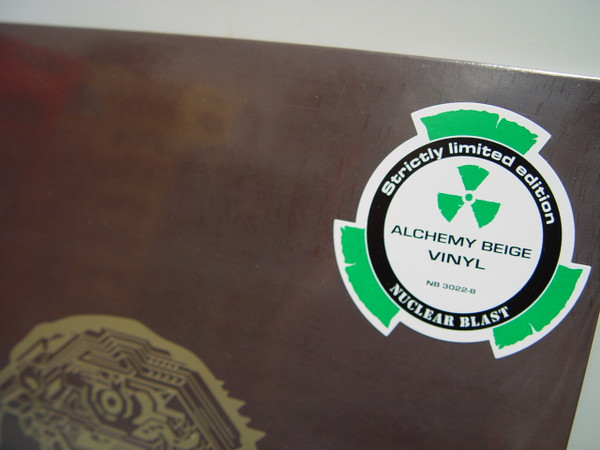 Strictly limited edition
ALCHEMY BEIGE
VINYL
NB 3022-8
NUCLEAR BLAST